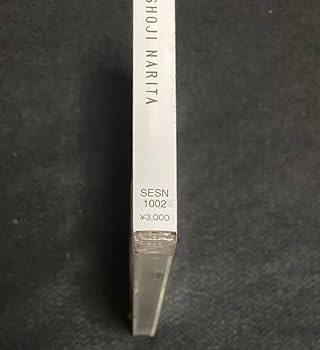 SHOJI NARITA
SESN
1002
¥3,000